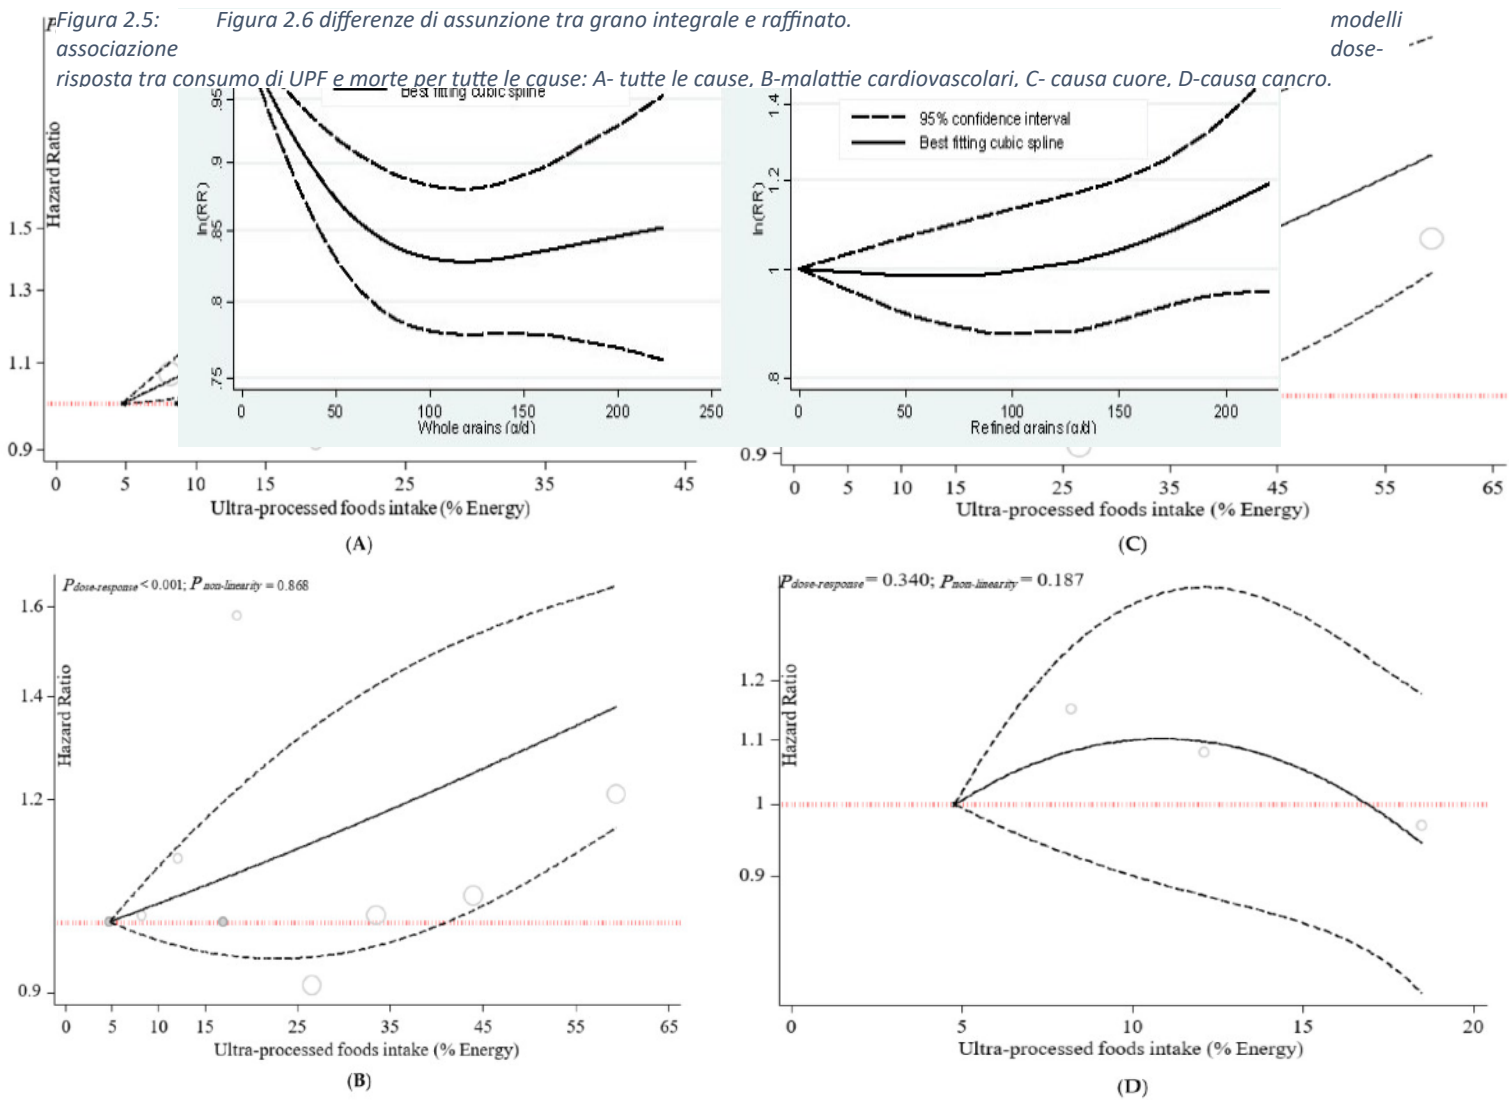 Figura 2.5: Figura 2.6 differenze di assunzione tra grano integrale e raffinato. modelli
associazione dose-
risposta tra consumo di UPF e morte per tutte le cause: A- tutte le cause, B-malattie cardiovascolari, C- causa cuore, D-causa cancro.
Hazard Ratio
1.5
1.3
1.1
0.9
0 5 10 15 25 35 45
Ultra-processed foods intake (% Energy)
(A)
Best fitting cubic spline
ln(RR)
.95
.9
.85
.8
.75
0 50 100 150 200 250
Whole grains (g/d)
95% confidence interval
Best fitting cubic spline
ln(RR)
1.4
1.2
1
.8
0 50 100 150 200
Refined grains (g/d)
0.9
0 5 10 15 25 35 45 55 65
Ultra-processed foods intake (% Energy)
(C)
P dose-response < 0.001; P non-linearity = 0.868
Hazard Ratio
1.6
1.4
1.2
0.9
0 5 10 15 25 35 45 55 65
Ultra-processed foods intake (% Energy)
(B)
P dose-response = 0.340; P non-linearity = 0.187
Hazard Ratio
1.2
1.1
1
0.9
0 5 10 15 20
Ultra-processed foods intake (% Energy)
(D)